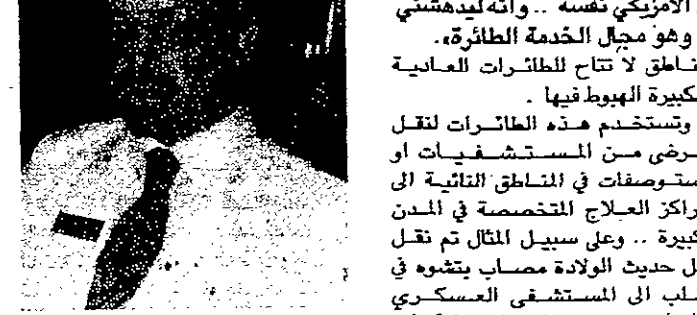 الأمريكي نفسه .. وانه ليدهشني
وهو مجال الخدمة الطائرة».
ناطق لا تتاح للطائرات العادية
كبيرة الهبوط فيها .
وتستخدم هذه الطائرات لنقل
رضى من المستشفيات او
ستوصفات في المناطق النائية الى
راكز العلاج المتخصصة في المدن
كبيرة .. وعلى سبيل المثال تم نقل
ل حديث الولادة مصاب بتشوه في
لب الى المستشفى العسكري